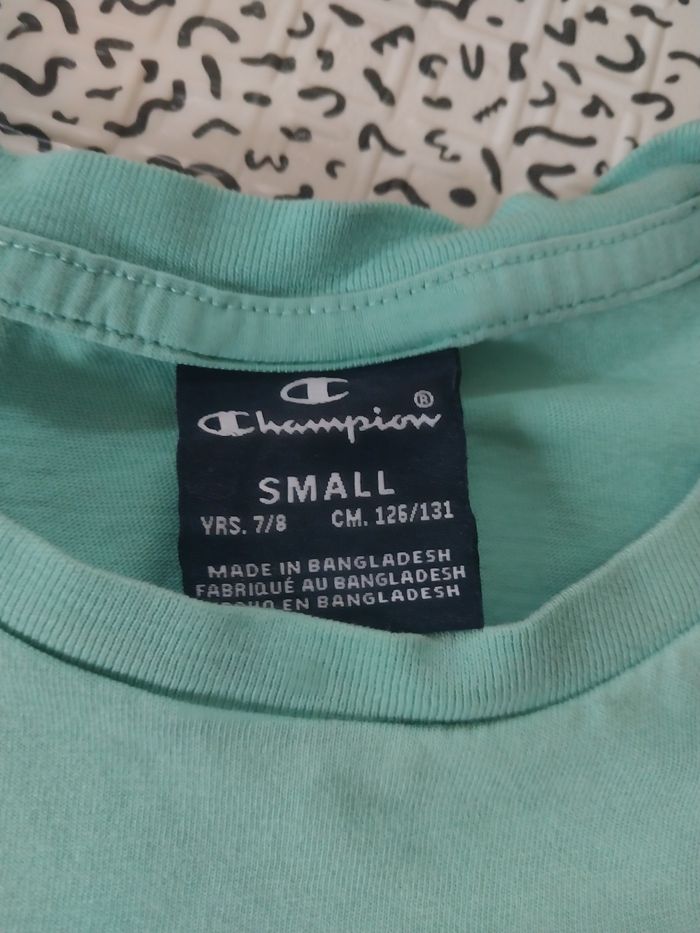 Champion®
SMALL
YRS. 7/8 CM. 126/131
MADE IN BANGLADESH
FABRIQUÉ AU BANGLADESH
EN BANGLADESH